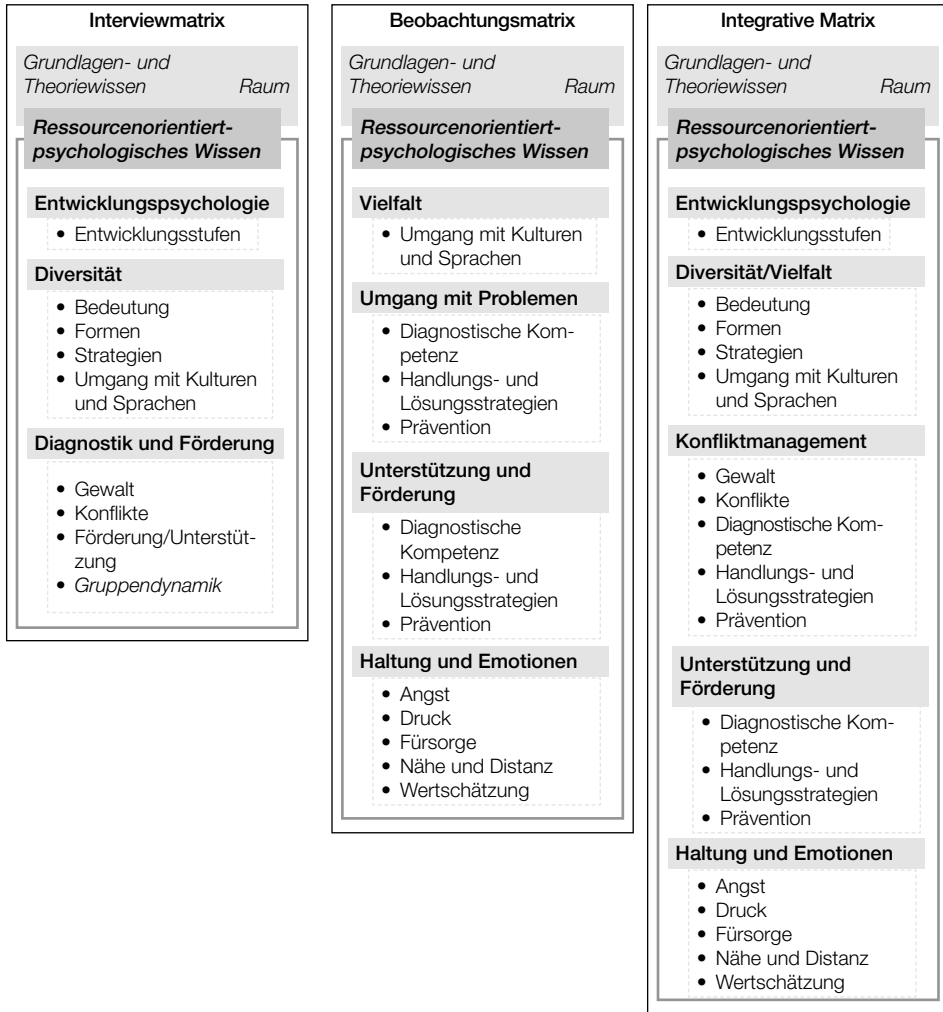 Interviewmatrix
Grundlagen- und
Theoriewissen Raum
Ressourcenorientiert-
psychologisches Wissen
Entwicklungspsychologie
• Entwicklungsstufen
Diversität
• Bedeutung
• Formen
• Strategien
• Umgang mit Kulturen
und Sprachen
Diagnostik und Förderung
• Gewalt
• Konflikte
• Förderung/Unterstüt-
zung
• Gruppendynamik
Beobachtungsmatrix
Grundlagen- und
Theoriewissen Raum
Ressourcenorientiert-
psychologisches Wissen
Vielfalt
• Umgang mit Kulturen
und Sprachen
Umgang mit Problemen
• Diagnostische Kom-
petenz
• Handlungs- und
Lösungsstrategien
• Prävention
Unterstützung und
Förderung
• Diagnostische
Kompetenz
• Handlungs- und
Lösungsstrategien
• Prävention
Haltung und Emotionen
• Angst
• Druck
• Fürsorge
• Nähe und Distanz
• Wertschätzung
Integrative Matrix
Grundlagen- und
Theoriewissen Raum
Ressourcenorientiert-
psychologisches Wissen
Entwicklungspsychologie
• Entwicklungsstufen
Diversität/Vielfalt
• Bedeutung
• Formen
• Strategien
• Umgang mit Kulturen
und Sprachen
Konfliktmanagement
• Gewalt
• Konflikte
• Diagnostische Kom-
petenz
• Handlungs- und
Lösungsstrategien
• Prävention
Unterstützung und
Förderung
• Diagnostische Kom-
petenz
• Handlungs- und
Lösungsstrategien
• Prävention
Haltung und Emotionen
• Angst
• Druck
• Fürsorge
• Nähe und Distanz
• Wertschätzung